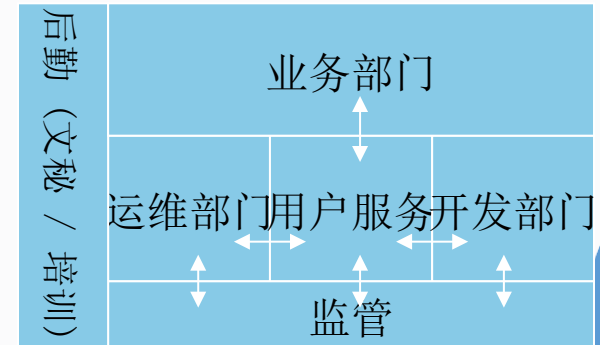 后勤（文秘 / 培训）
业务部门
运维部门
用户服务
开发部门
监管